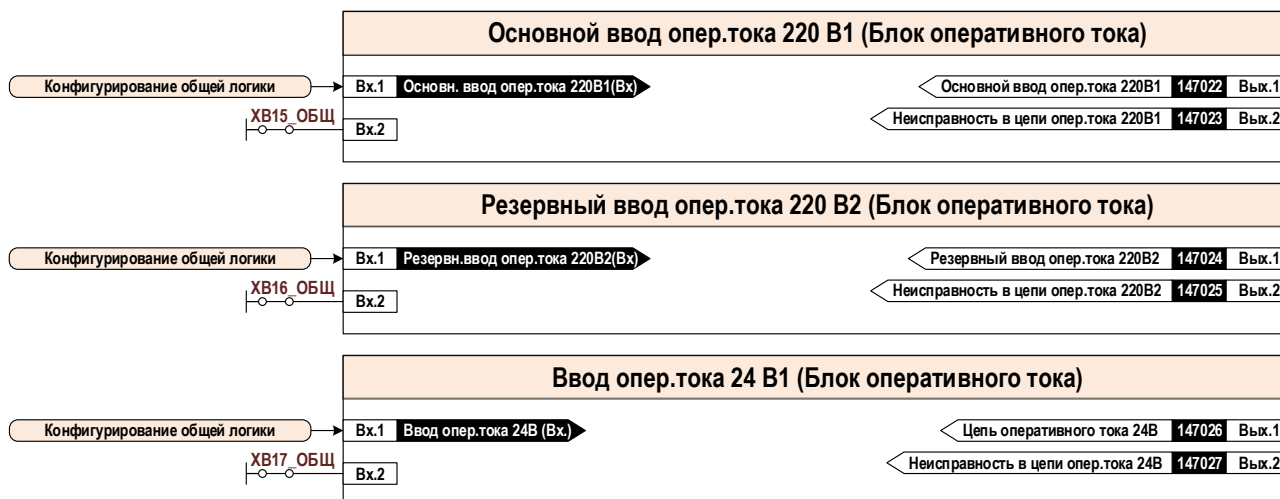 Основной ввод опер.тока 220 В1 (Блок оперативного тока)
Конфигурирование общей логики Вх.1 Основн. ввод опер.тока 220В1(Вх) Основной ввод опер.тока 220В1 147022 Вых.1
XB15_ОБЩ Вх.2 Неисправность в цепи опер.тока 220В1 147023 Вых.2
Резервный ввод опер.тока 220 В2 (Блок оперативного тока)
Конфигурирование общей логики Вх.1 Резервн.ввод опер.тока 220В2(Вх) Резервный ввод опер.тока 220В2 147024 Вых.1
XB16_ОБЩ Вх.2 Неисправность в цепи опер.тока 220В2 147025 Вых.2
Ввод опер.тока 24 В1 (Блок оперативного тока)
Конфигурирование общей логики Вх.1 Ввод опер.тока 24В (Вх.) Цепь оперативного тока 24В 147026 Вых.1
XB17_ОБЩ Вх.2 Неисправность в цепи опер.тока 24В 147027 Вых.2